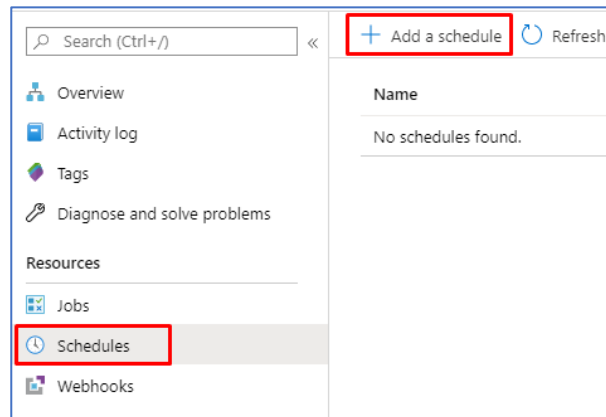 Search (Ctrl+/)
«
Overview
Activity log
Tags
Diagnose and solve problems
Resources
Jobs
Schedules
Webhooks
+ Add a schedule
Refresh
Name
No schedules found.